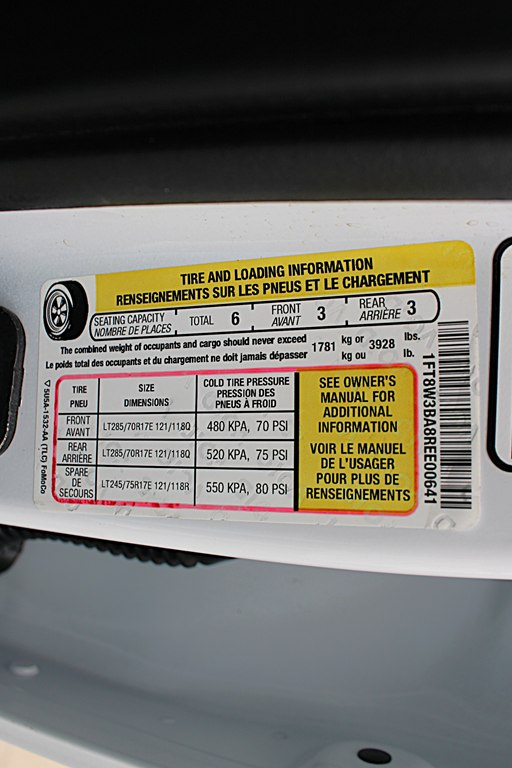 TIRE AND LOADING INFORMATION
RENSEIGNEMENTS SUR LES PNEUS ET LE CHARGEMENT
SEATING CAPACITY
NOMBRE DE PLACES
TOTAL 6
FRONT
AVANT 3
REAR
ARRIÈRE 3
The combined weight of occupants and cargo should never exceed 1781 kg or 3928 lbs.
Le poids total des occupants et du chargement ne doit jamais dépasser kg ou lb.
TIRE
PNEU
SIZE
DIMENSIONS
COLD TIRE PRESSURE
PRESSION DES
PNEUS À FROID
FRONT
AVANT
LT285/70R17E 121/118Q
480 KPA, 70 PSI
REAR
ARRIÈRE
LT285/70R17E 121/118Q
520 KPA, 75 PSI
SPARE
DE
SECOURS
LT245/75R17E 121/118R
550 KPA, 80 PSI
SEE OWNER'S
MANUAL FOR
ADDITIONAL
INFORMATION
VOIR LE MANUEL
DE L'USAGER
POUR PLUS DE
RENSEIGNEMENTS
1FT8W3BA8REE00641
▽ 5USA-1532-AA (TLC) FoMoCo